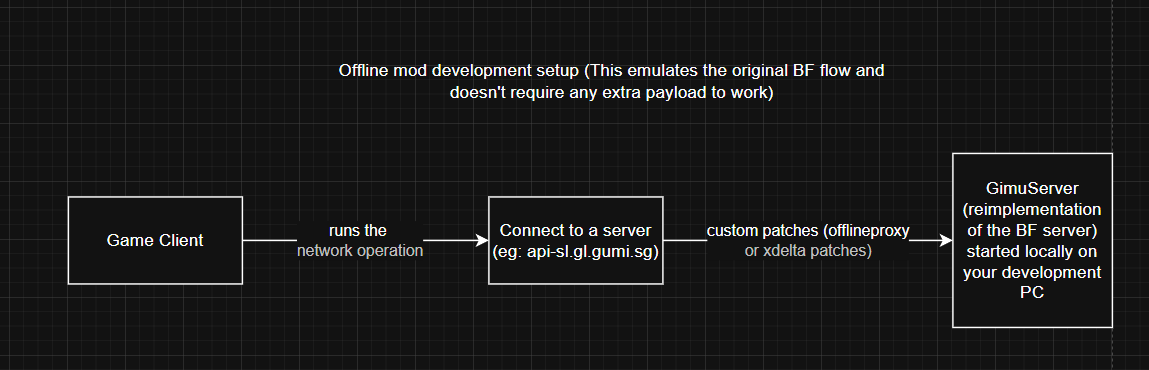 Offline mod development setup (This emulates the original BF flow and
doesn't require any extra payload to work)
Game Client
runs the
network operation
Connect to a server
(eg: api-sl.gl.gumi.sg)
custom patches (offlineproxy
or xdelta patches)
GimuServer
(reimplementation
of the BF server)
started locally on
your development
PC